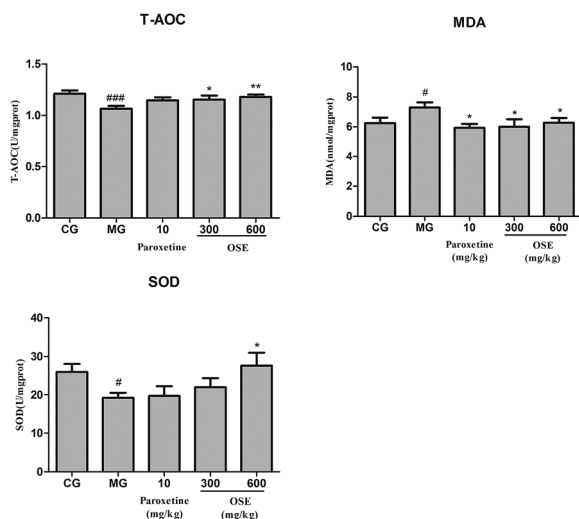 T-AOC
T-AOC(U/mgprot)
1.5
1.0
0.5
0.0
###
*
**
CG MG 10 300 600
Paroxetine OSE
MDA
MDA(nmol/mgprot)
10
8
6
4
2
0
#
*
*
*
CG MG 10 300 600
Paroxetine OSE
(mg/kg) (mg/kg)
SOD
SOD(U/mgprot)
40
30
20
10
0
#
*
CG MG 10 300 600
Paroxetine OSE
(mg/kg) (mg/kg)